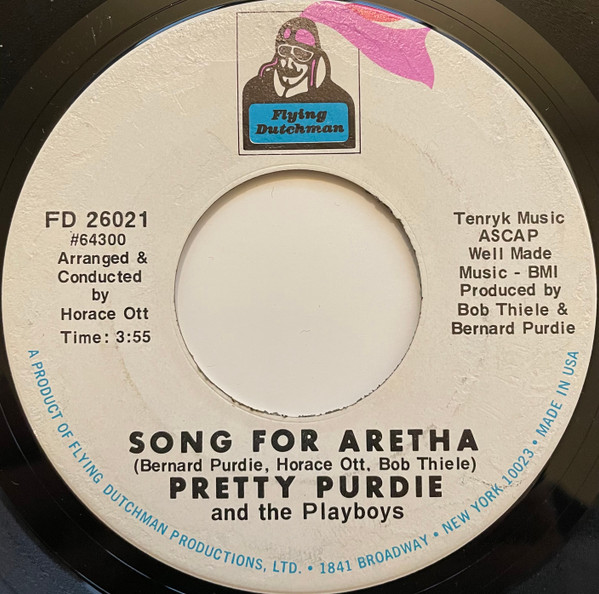 Flying
Dutchman
FD 26021
#64300
Arranged &
Conducted
by
Horace Ott
Time: 3:55
Tenryk Music
ASCAP
Well Made
Music - BMI
Produced by
Bob Thiele &
Bernard Purdie
SONG FOR ARETHA
(Bernard Purdie, Horace Ott, Bob Thiele)
PRETTY PURDIE
and the Playboys
A PRODUCT OF FLYING DUTCHMAN PRODUCTIONS, LTD. • 1841 BROADWAY • NEW YORK 10023 • MADE IN USA